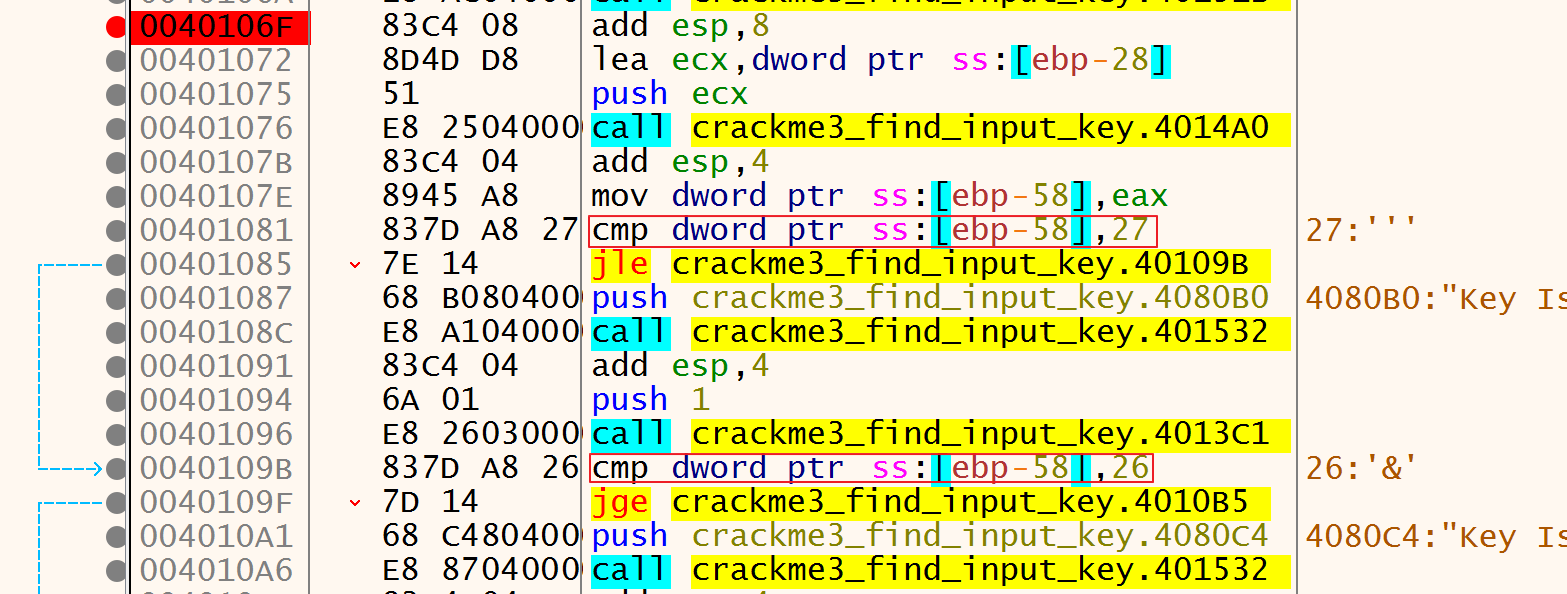 0040106F 83C4 08 add esp,8
00401072 8D4D D8 lea ecx,dword ptr ss:[ebp-28]
00401075 51 push ecx
00401076 E8 2504000 call crackme3_find_input_key.4014A0
0040107B 83C4 04 add esp,4
0040107E 8945 A8 mov dword ptr ss:[ebp-58],eax
00401081 837D A8 27 cmp dword ptr ss:[ebp-58],27 27:'''
00401085 7E 14 jle crackme3_find_input_key.40109B
00401087 68 B080400 push crackme3_find_input_key.4080B0 4080B0:"Key Is
0040108C E8 A104000 call crackme3_find_input_key.401532
00401091 83C4 04 add esp,4
00401094 6A 01 push 1
00401096 E8 2603000 call crackme3_find_input_key.4013C1
0040109B 837D A8 26 cmp dword ptr ss:[ebp-58],26 26:'&'
0040109F 7D 14 jge crackme3_find_input_key.4010B5
004010A1 68 C480400 push crackme3_find_input_key.4080C4 4080C4:"Key Is
004010A6 E8 8704000 call crackme3_find_input_key.401532